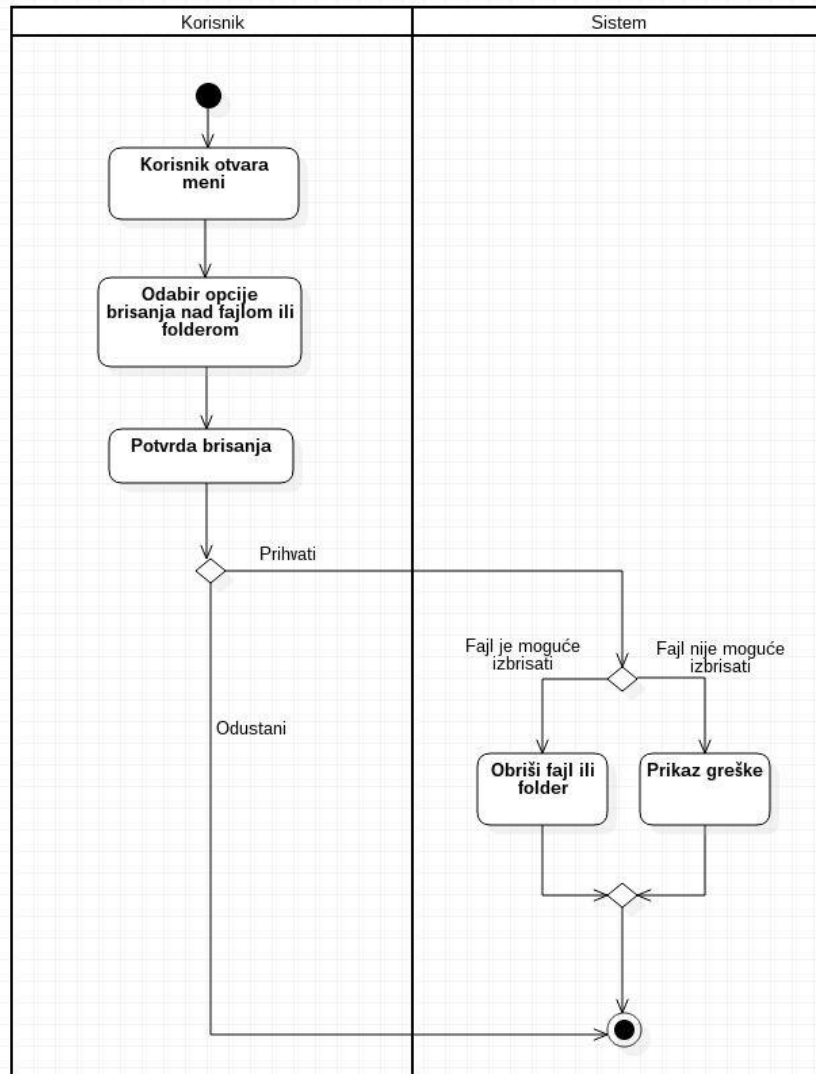 Korisnik
Sistem
Korisnik otvara
meni
Odabir opcije
brisanja nad fajlom ili
folderom
Potvrda brisanja
Prihvati
Fajl je moguće
izbrisati
Fajl nije moguće
izbrisati
Odustani
Obriši fajl ili
folder
Prikaz greške